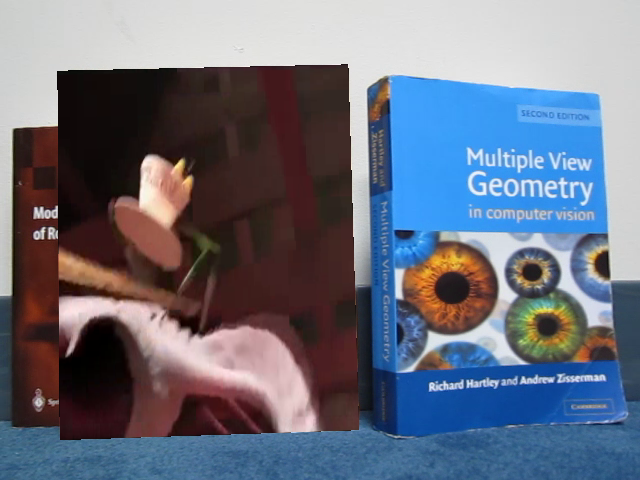 Mod
of R
SECOND EDITION
Multiple View
Geometry
in computer vision
Hartley and
Zisserman
Multiple View Geometry
Richard Hartley and Andrew Zisserman
CAMBRIDGE